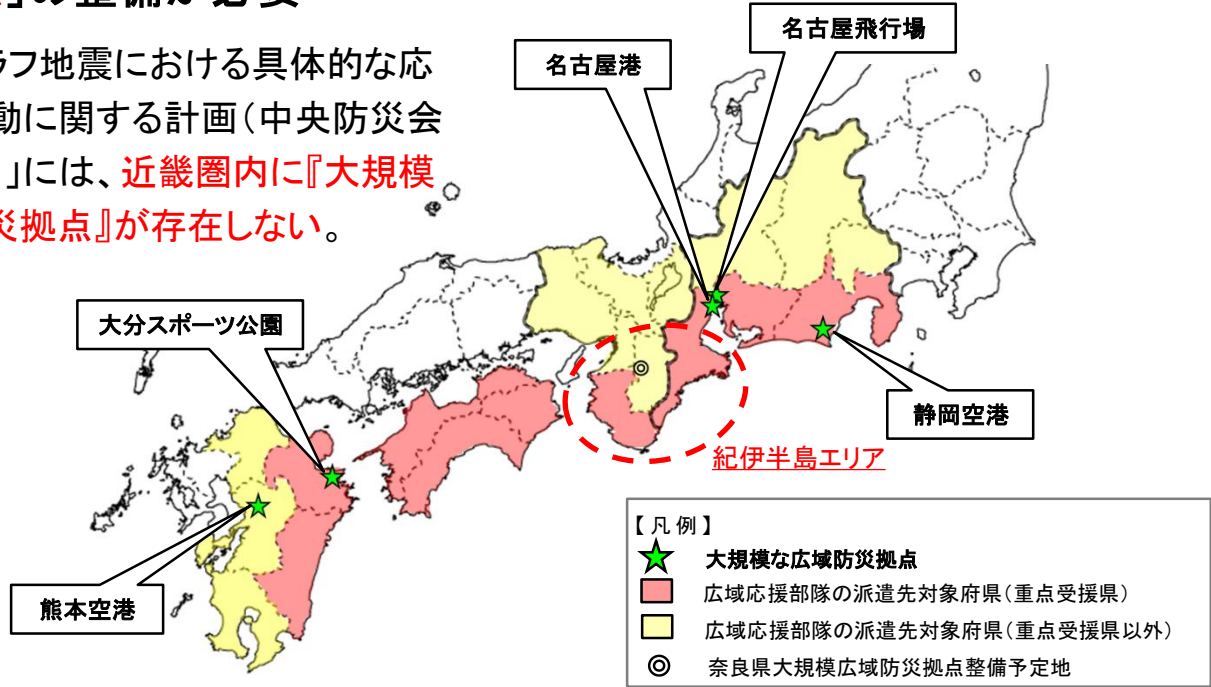 」の整備が必要
ラフ地震における具体的な応
動に関する計画（中央防災会
」には、近畿圏内に『大規模
災拠点』が存在しない。
名古屋飛行場
名古屋港
大分スポーツ公園
静岡空港
紀伊半島エリア
熊本空港
【凡例】
大規模な広域防災拠点
広域応援部隊の派遣先対象府県（重点受援県）
広域応援部隊の派遣先対象府県（重点受援県以外）
奈良県大規模広域防災拠点整備予定地